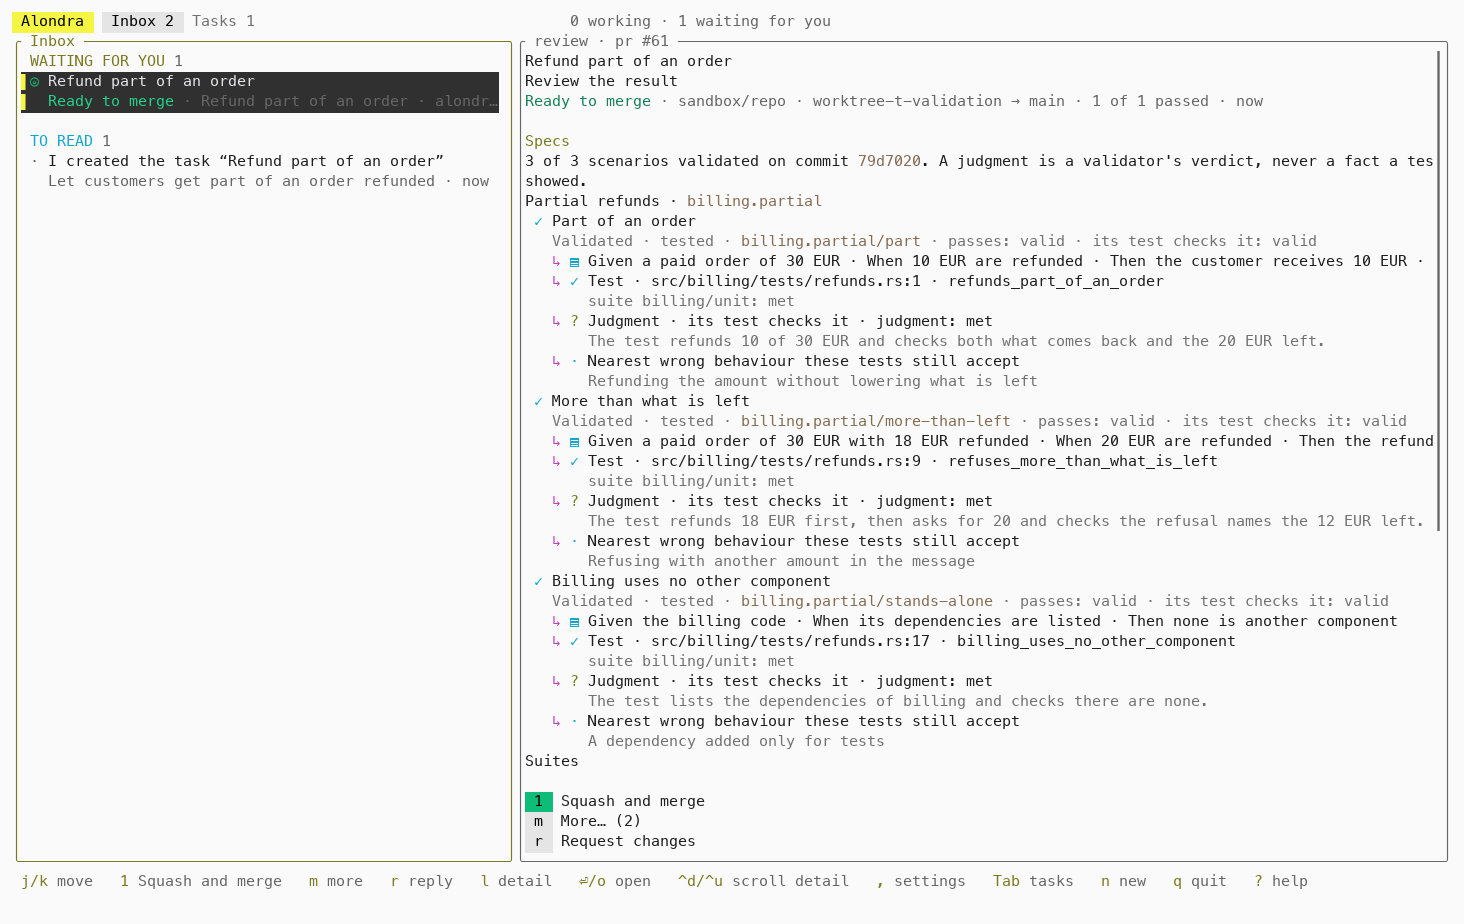 Alondra Inbox 2 Tasks 1 0 working · 1 waiting for you
Inbox
WAITING FOR YOU 1
☺ Refund part of an order
Ready to merge · Refund part of an order · alondr…
TO READ 1
· I created the task “Refund part of an order”
Let customers get part of an order refunded · now
review · pr #61
Refund part of an order
Review the result
Ready to merge · sandbox/repo · worktree-t-validation → main · 1 of 1 passed · now
Specs
3 of 3 scenarios validated on commit 79d7020. A judgment is a validator's verdict, never a fact a tes
showed.
Partial refunds · billing.partial
✓ Part of an order
Validated · tested · billing.partial/part · passes: valid · its test checks it: valid
↳ ▤ Given a paid order of 30 EUR · When 10 EUR are refunded · Then the customer receives 10 EUR ·
↳ ✓ Test · src/billing/tests/refunds.rs:1 · refunds_part_of_an_order
suite billing/unit: met
↳ ? Judgment · its test checks it · judgment: met
The test refunds 10 of 30 EUR and checks both what comes back and the 20 EUR left.
↳ · Nearest wrong behaviour these tests still accept
Refunding the amount without lowering what is left
✓ More than what is left
Validated · tested · billing.partial/more-than-left · passes: valid · its test checks it: valid
↳ ▤ Given a paid order of 30 EUR with 18 EUR refunded · When 20 EUR are refunded · Then the refund
↳ ✓ Test · src/billing/tests/refunds.rs:9 · refuses_more_than_what_is_left
suite billing/unit: met
↳ ? Judgment · its test checks it · judgment: met
The test refunds 18 EUR first, then asks for 20 and checks the refusal names the 12 EUR left.
↳ · Nearest wrong behaviour these tests still accept
Refusing with another amount in the message
✓ Billing uses no other component
Validated · tested · billing.partial/stands-alone · passes: valid · its test checks it: valid
↳ ▤ Given the billing code · When its dependencies are listed · Then none is another component
↳ ✓ Test · src/billing/tests/refunds.rs:17 · billing_uses_no_other_component
suite billing/unit: met
↳ ? Judgment · its test checks it · judgment: met
The test lists the dependencies of billing and checks there are none.
↳ · Nearest wrong behaviour these tests still accept
A dependency added only for tests
Suites
1 Squash and merge
m More… (2)
r Request changes
j/k move 1 Squash and merge m more r reply l detail ⏎/o open ^d/^u scroll detail , settings Tab tasks n new q quit ? help